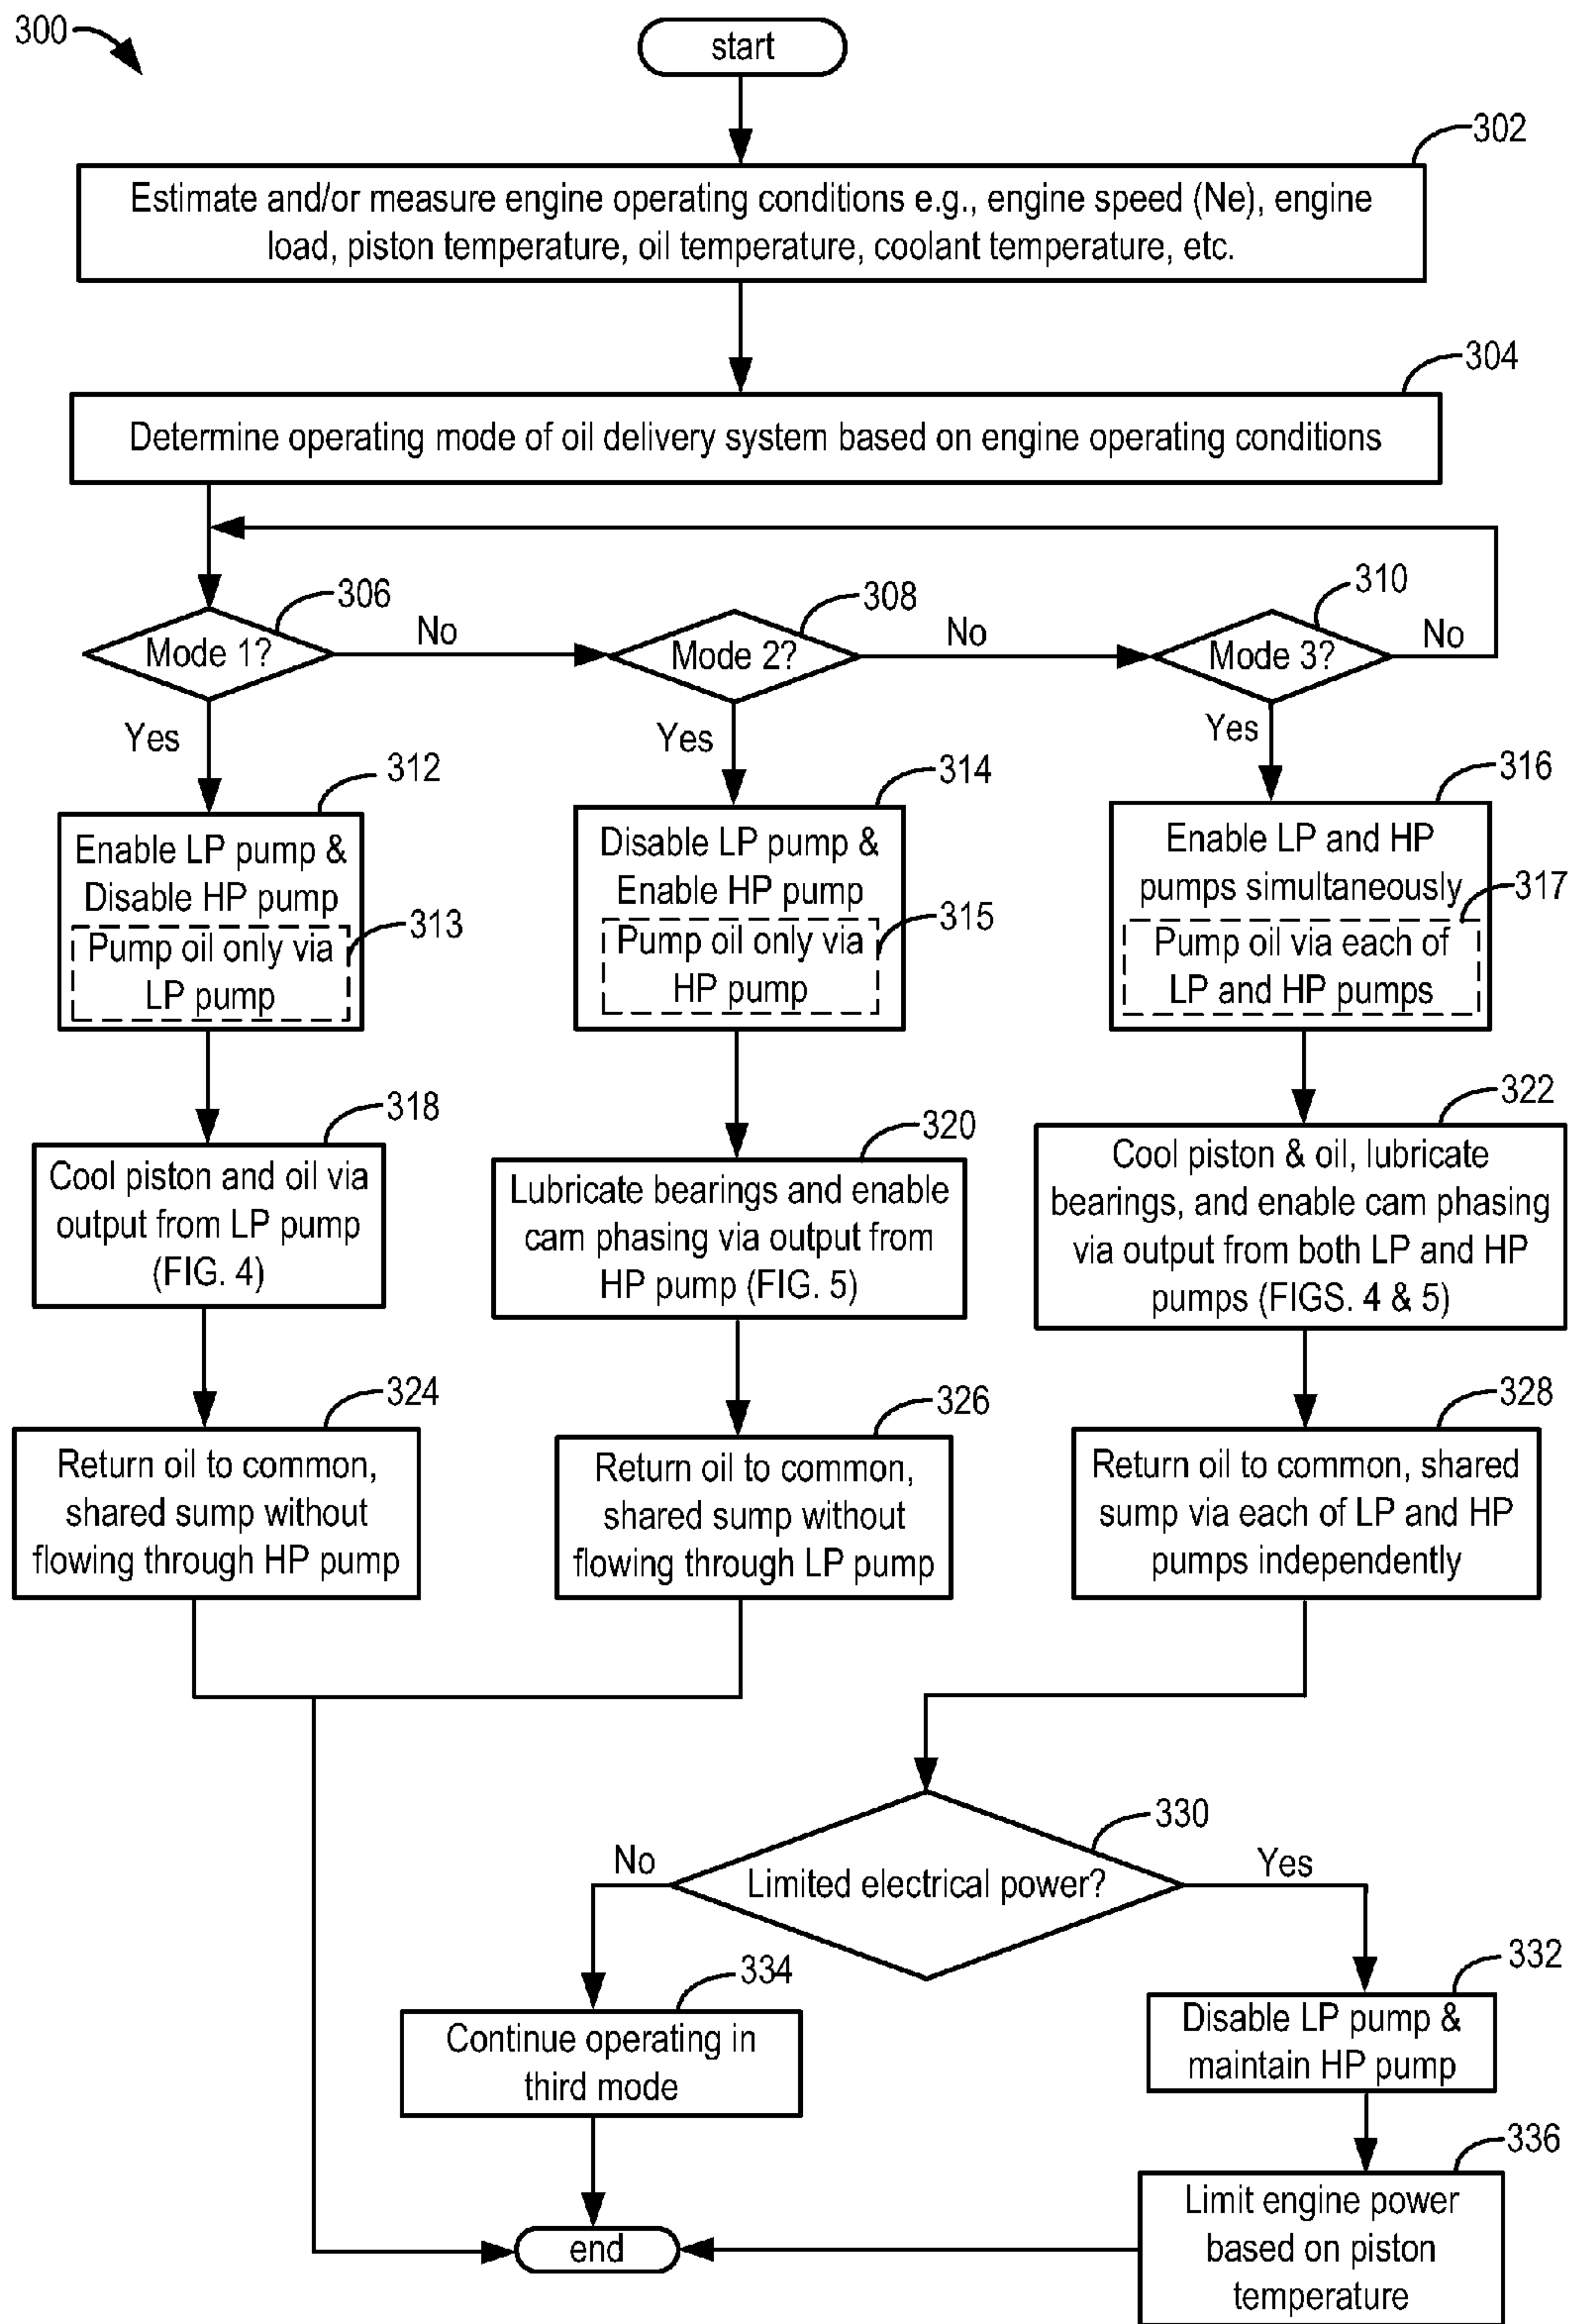 300
start
302
Estimate and/or measure engine operating conditions e.g., engine speed (Ne), engine
load, piston temperature, oil temperature, coolant temperature, etc.
304
Determine operating mode of oil delivery system based on engine operating conditions
306
Mode 1?
No
308
Mode 2?
No
310
Mode 3?
No
Yes
Yes
Yes
312
Enable LP pump &
Disable HP pump
313
Pump oil only via
LP pump
314
Disable LP pump &
Enable HP pump
315
Pump oil only via
HP pump
316
Enable LP and HP
pumps simultaneously
317
Pump oil via each of
LP and HP pumps
318
Cool piston and oil via
output from LP pump
(FIG. 4)
320
Lubricate bearings and enable
cam phasing via output from
HP pump (FIG. 5)
322
Cool piston & oil, lubricate
bearings, and enable cam phasing
via output from both LP and HP
pumps (FIGS. 4 & 5)
324
Return oil to common,
shared sump without
flowing through HP pump
326
Return oil to common,
shared sump without
flowing through LP pump
328
Return oil to common, shared
sump via each of LP and HP
pumps independently
330
Limited electrical power?
No
Yes
334
Continue operating in
third mode
332
Disable LP pump &
maintain HP pump
336
Limit engine power
based on piston
temperature
end